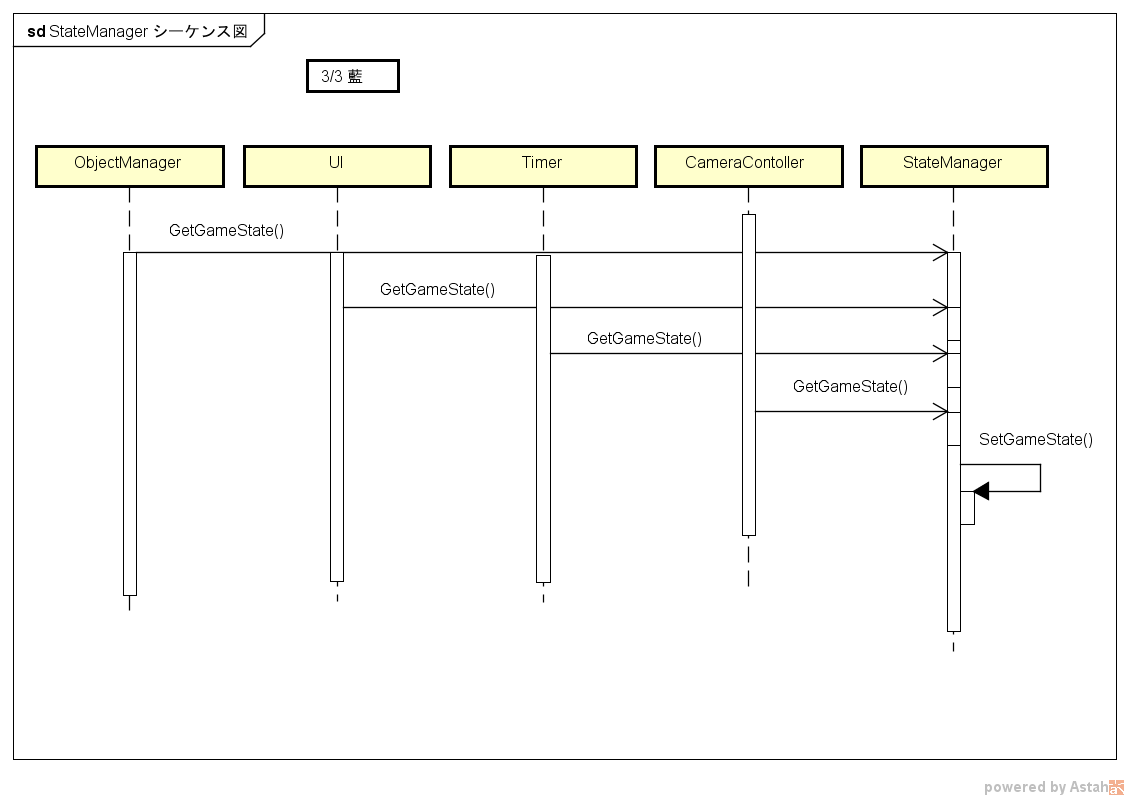 sd StateManager シーケンス図
3/3 藍
ObjectManager
UI
Timer
CameraContoller
StateManager
GetGameState()
GetGameState()
GetGameState()
GetGameState()
SetGameState()
powered by Astah